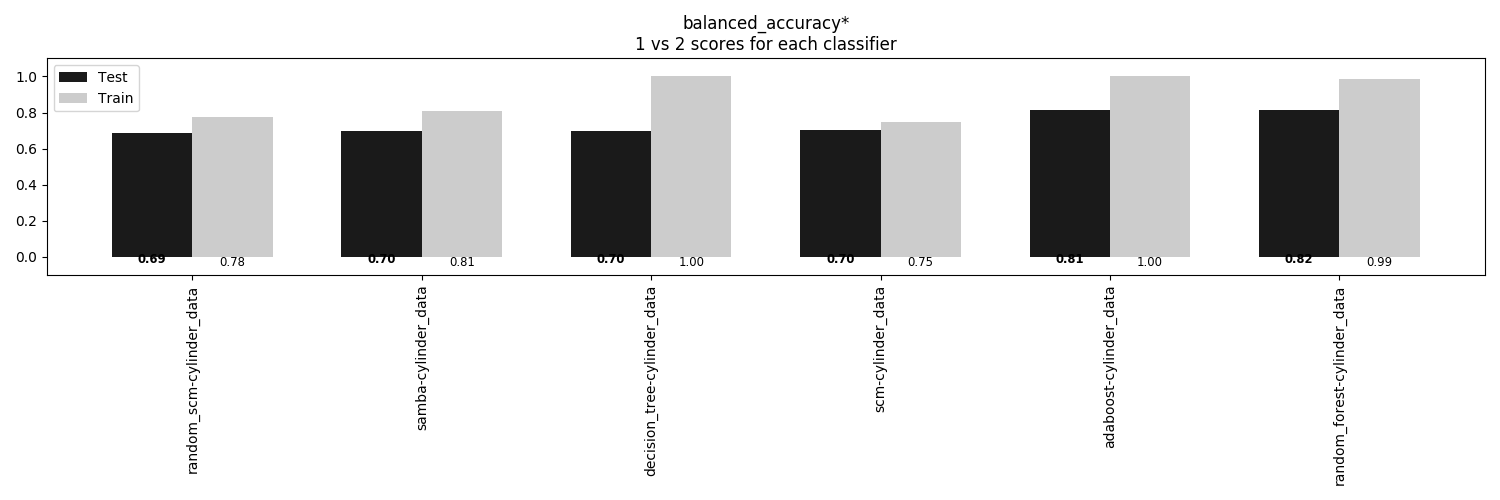 balanced_accuracy*
1 vs 2 scores for each classifier
Test
Train
1.0
0.8
0.6
0.4
0.2
0.0
0.69 0.78 0.70 0.81 0.70 1.00 0.70 0.75 0.81 1.00 0.82 0.99
random_scm-cylinder_data
samba-cylinder_data
decision_tree-cylinder_data
scm-cylinder_data
adaboost-cylinder_data
random_forest-cylinder_data